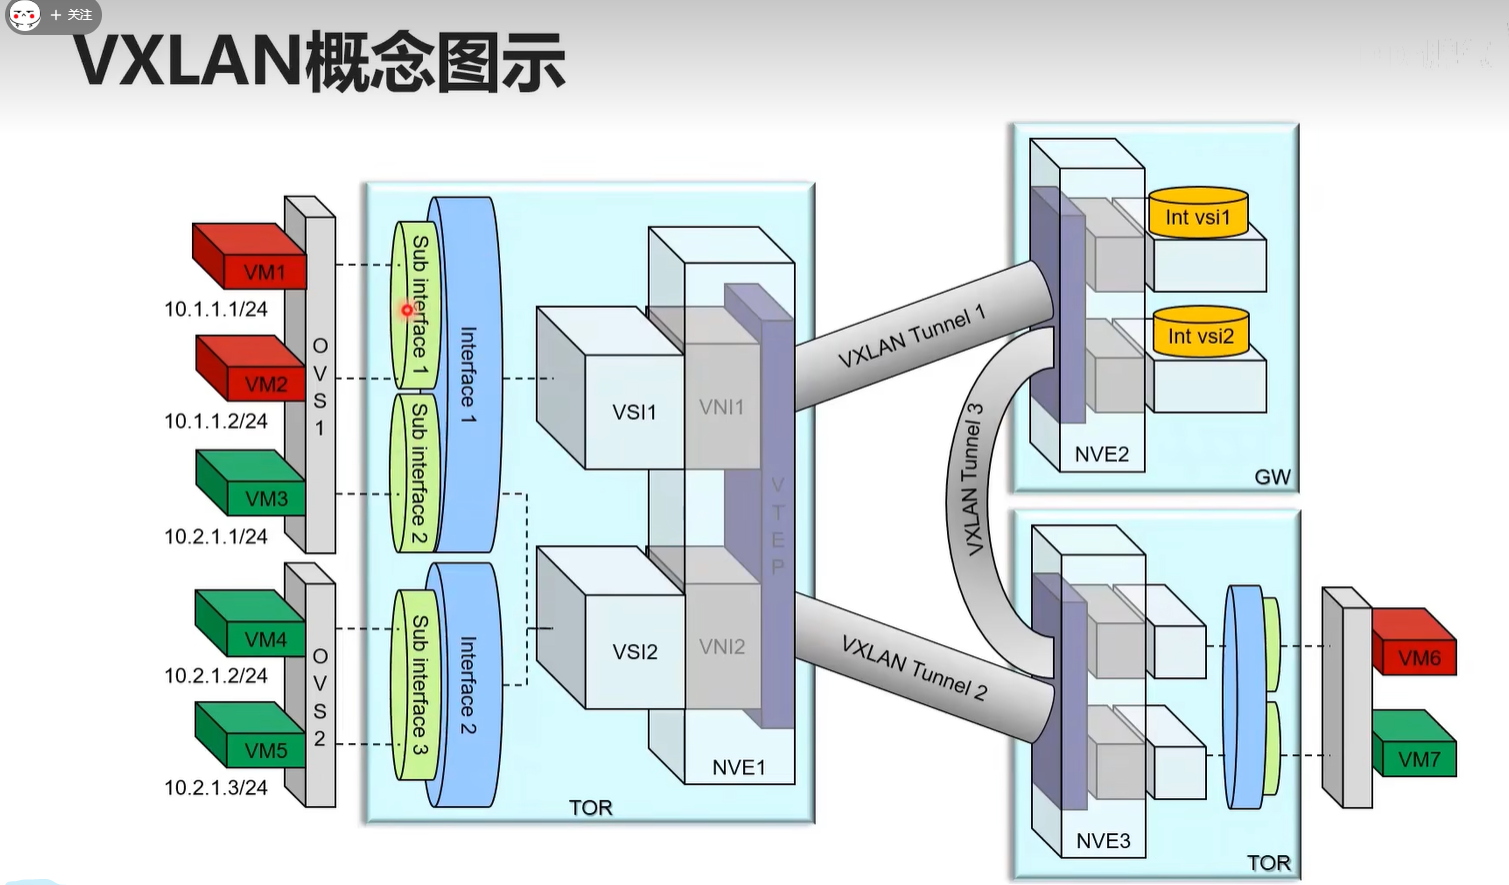 + 关注
VXLAN概念图示
VM1
10.1.1.1/24
VM2
10.1.1.2/24
VM3
10.2.1.1/24
OVS1
VM4
10.2.1.2/24
VM5
10.2.1.3/24
OVS2
Sub interface 1
Sub interface 2
Interface 1
Sub interface 3
Interface 2
VSI1
VNI1
VSI2
VNI2
VTEP
NVE1
TOR
VXLAN Tunnel 1
VXLAN Tunnel 2
VXLAN Tunnel 3
Int vsi1
Int vsi2
NVE2
GW
NVE3
TOR
VM6
VM7